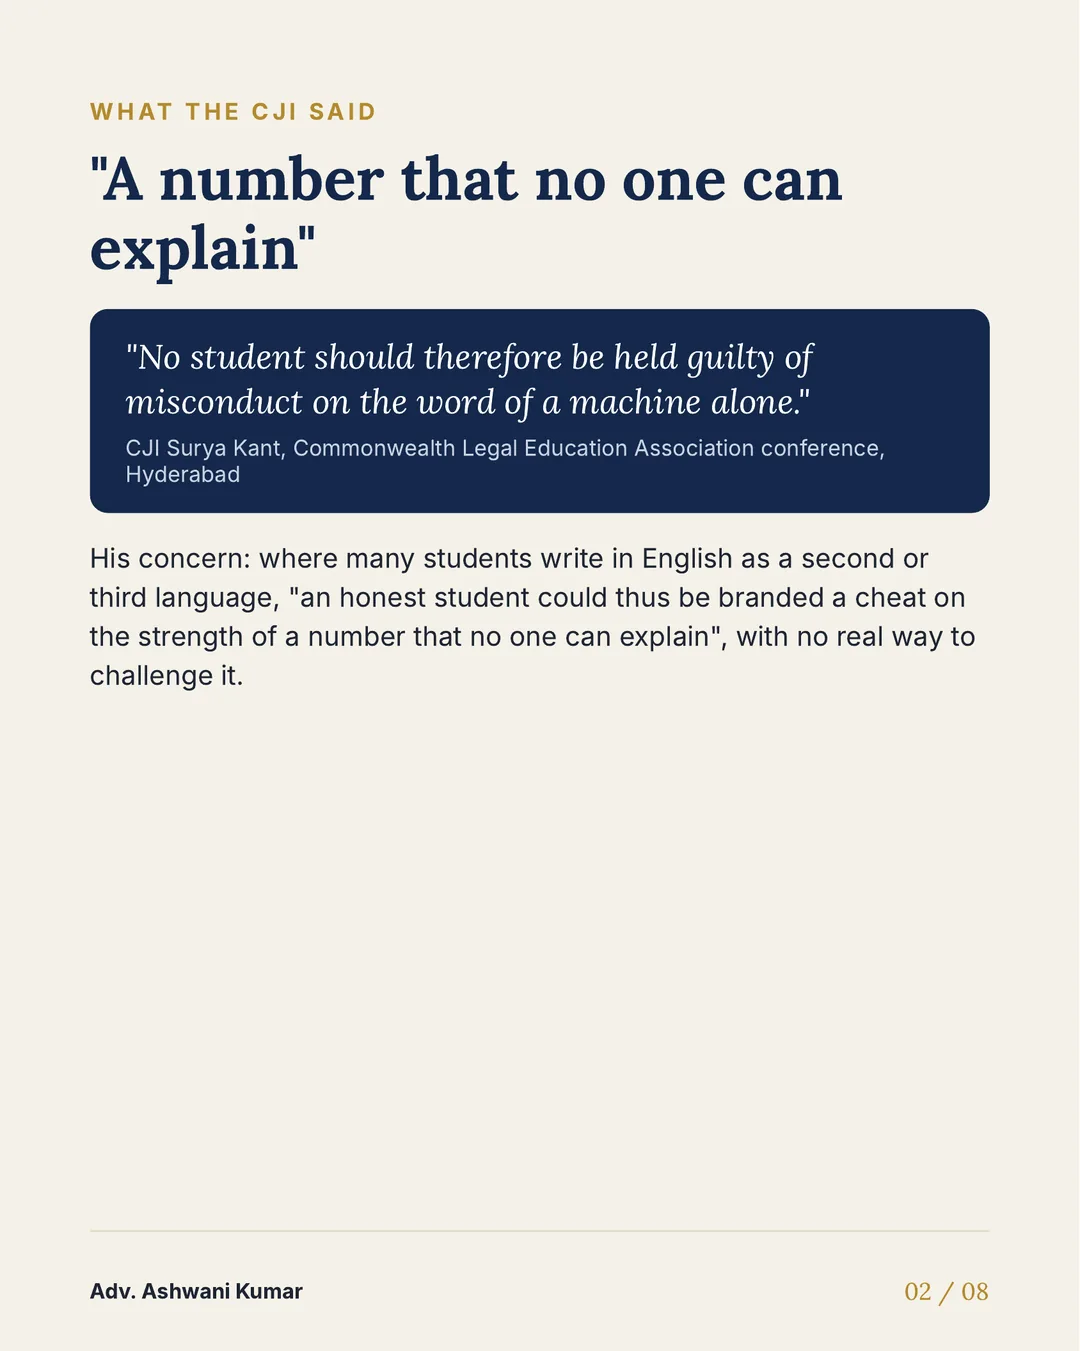 WHAT THE CJI SAID
"A number that no one can
explain"
"No student should therefore be held guilty of
misconduct on the word of a machine alone."
CJI Surya Kant, Commonwealth Legal Education Association conference,
Hyderabad
His concern: where many students write in English as a second or
third language, "an honest student could thus be branded a cheat on
the strength of a number that no one can explain", with no real way to
challenge it.
Adv. Ashwani Kumar
02 / 08